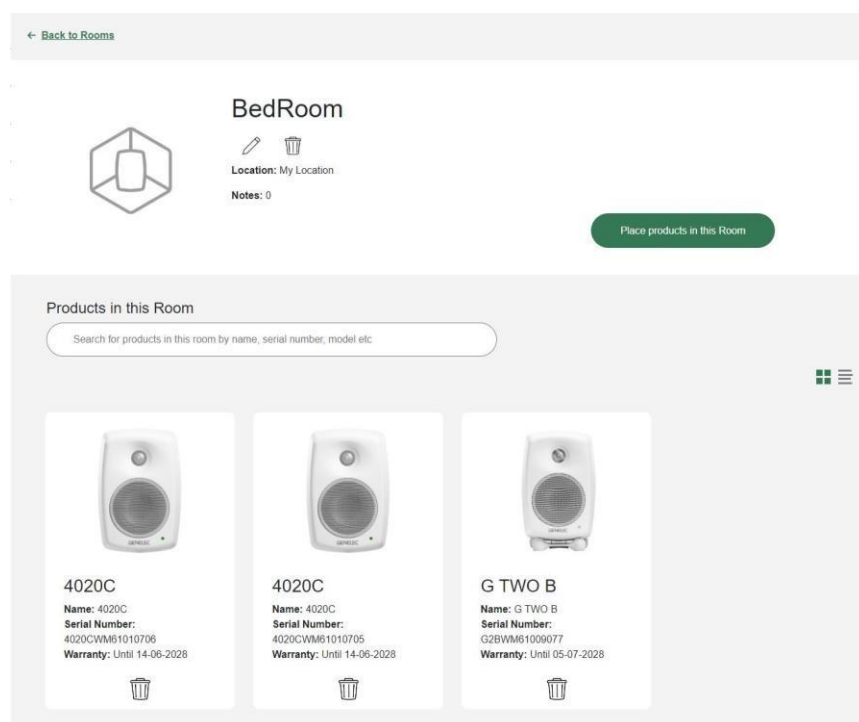 ← Back to Rooms
BedRoom
Location: My Location
Notes: 0
Place products in this Room
Products in this Room
Search for products in this room by name, serial number, model etc
GENELEC
GENELEC
GENELEC
4020C
Name: 4020C
Serial Number:
4020CWM61010706
Warranty: Until 14-06-2028
4020C
Name: 4020C
Serial Number:
4020CWM61010705
Warranty: Until 14-06-2028
G TWO B
Name: G TWO B
Serial Number:
G2BWM61009077
Warranty: Until 05-07-2028